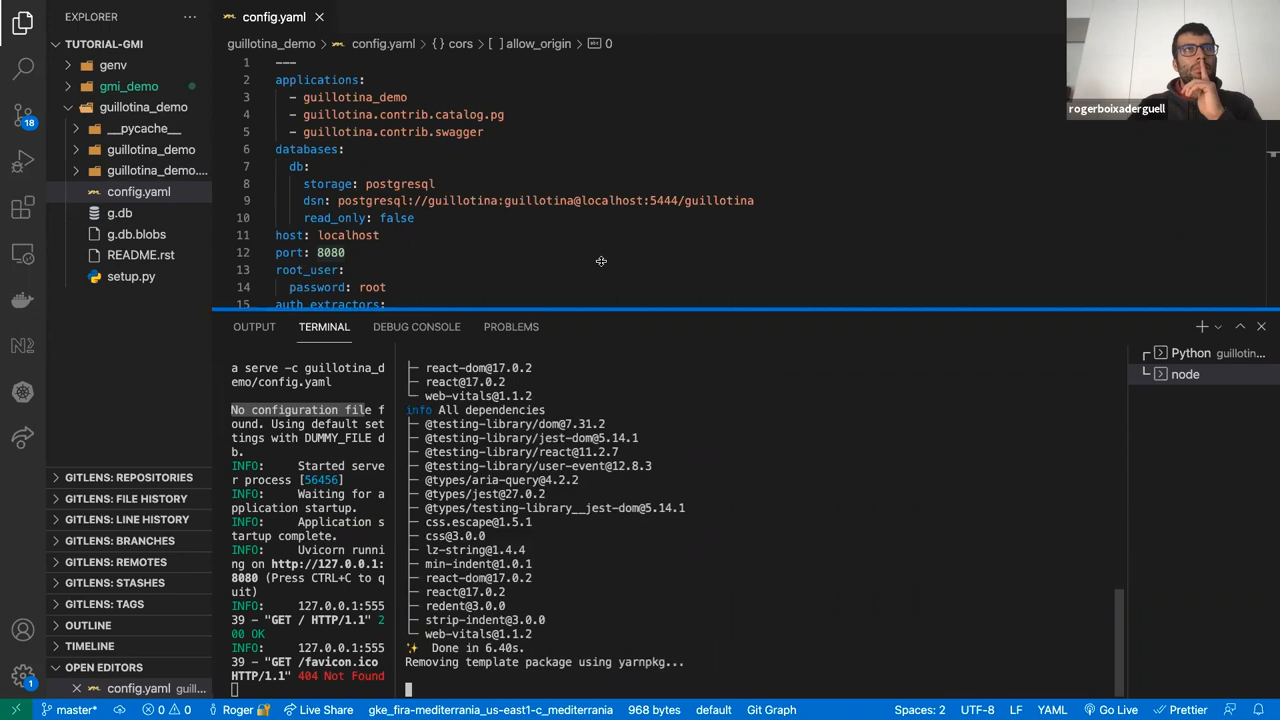 EXPLORER
TUTORIAL-GMI
genv
gmi_demo
guillotina_demo
__pycache__
guillotina_demo
guillotina_demo....
config.yaml
g.db
g.db.blobs
README.rst
setup.py
GITLENS: REPOSITORIES
GITLENS: FILE HISTORY
GITLENS: LINE HISTORY
GITLENS: BRANCHES
GITLENS: REMOTES
GITLENS: STASHES
GITLENS: TAGS
OUTLINE
TIMELINE
OPEN EDITORS
config.yaml guill...
18
1
config.yaml
guillotina_demo > config.yaml > {} cors > [ ] allow_origin > 0
1 ---
2 applications:
3 - guillotina_demo
4 - guillotina.contrib.catalog.pg
5 - guillotina.contrib.swagger
6 databases:
7 db:
8 storage: postgresql
9 dsn: postgresql://guillotina:guillotina@localhost:5444/guillotina
10 read_only: false
11 host: localhost
12 port: 8080
13 root_user:
14 password: root
15 auth_extractors:
rogerboixaderguell
OUTPUT TERMINAL DEBUG CONSOLE PROBLEMS
a serve -c guillotina_d
emo/config.yaml
No configuration file f
ound. Using default set
tings with DUMMY_FILE d
b.
INFO: Started serve
r process [56456]
INFO: Waiting for a
pplication startup.
INFO: Application s
tartup complete.
INFO: Uvicorn runni
ng on http://127.0.0.1:
8080 (Press CTRL+C to q
uit)
INFO: 127.0.0.1:555
39 - "GET / HTTP/1.1" 2
00 OK
INFO: 127.0.0.1:555
39 - "GET /favicon.ico
HTTP/1.1" 404 Not Found
├─ react-dom@17.0.2
├─ react@17.0.2
└─ web-vitals@1.1.2
info All dependencies
├─ @testing-library/dom@7.31.2
├─ @testing-library/jest-dom@5.14.1
├─ @testing-library/react@11.2.7
├─ @testing-library/user-event@12.8.3
├─ @types/aria-query@4.2.2
├─ @types/jest@27.0.2
├─ @types/testing-library__jest-dom@5.14.1
├─ css.escape@1.5.1
├─ css@3.0.0
├─ lz-string@1.4.4
├─ min-indent@1.0.1
├─ react-dom@17.0.2
├─ react@17.0.2
├─ redent@3.0.0
├─ strip-indent@3.0.0
└─ web-vitals@1.1.2
✨ Done in 6.40s.
Removing template package using yarnpkg...
Python guillotin...
node
master* 0 0 Roger Live Share gke_fira-mediterrania_us-east1-c_mediterrania 968 bytes default Git Graph Spaces: 2 UTF-8 LF YAML Go Live Prettier